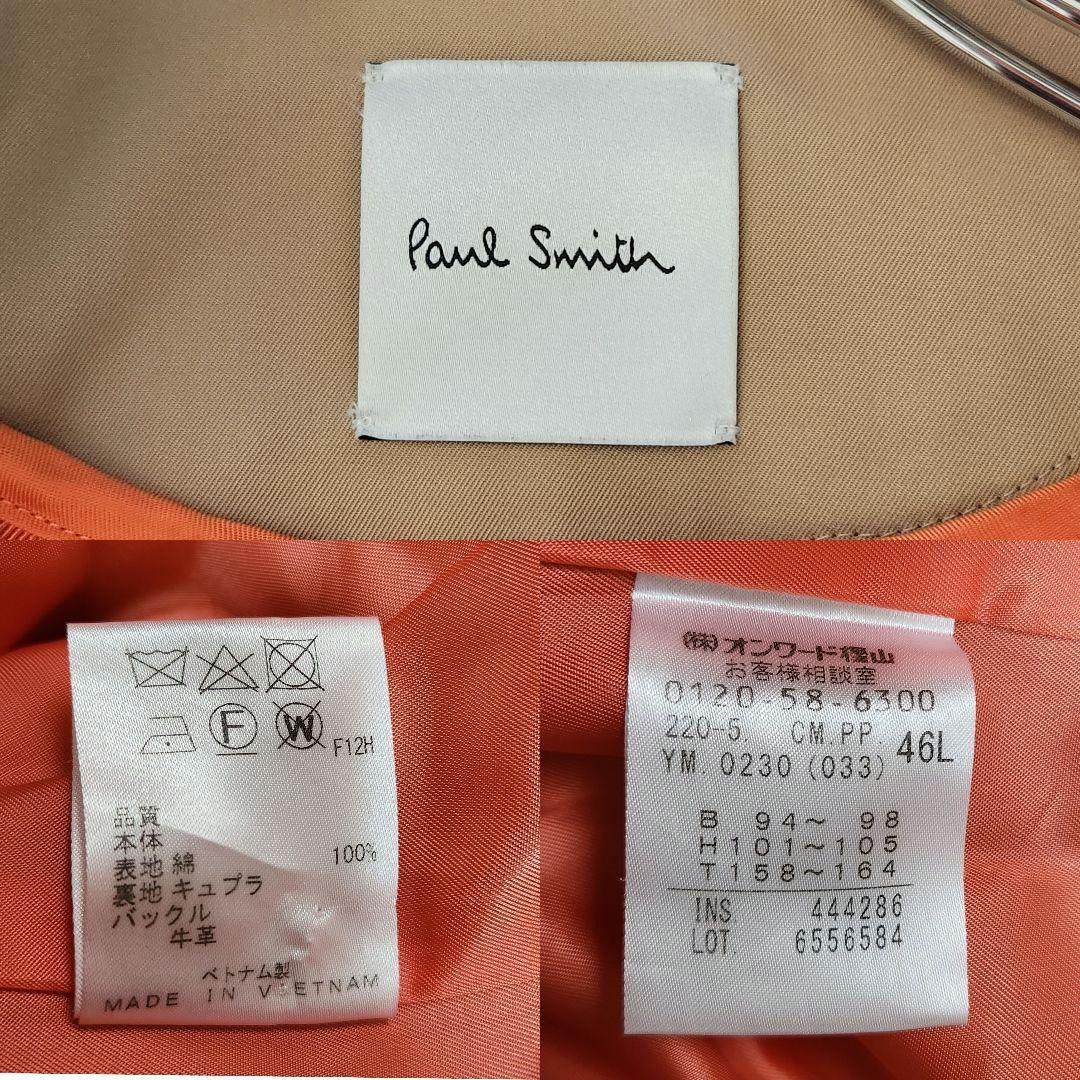 Paul Smith
F
W
F12H
品質
本体
表地 綿 100%
裏地 キュプラ
バックル
牛革
ベトナム製
MADE IN VIETNAM
(株)オンワード樫山
お客様相談室
0120-58-6300
220-5. CM.PP.
YM. 0230 (033) 46L
B 94～ 98
H 101～105
T 158～164
INS 444286
LOT. 6556584